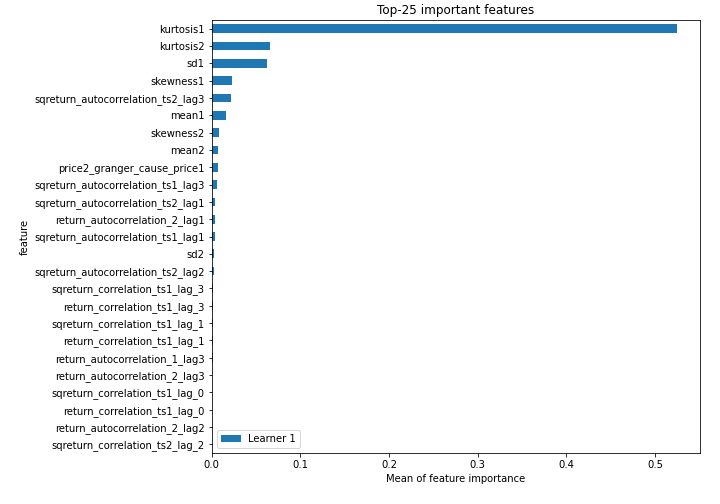 Top-25 important features
kurtosis1
kurtosis2
sd1
skewness1
sqreturn_autocorrelation_ts2_lag3
mean1
skewness2
mean2
price2_granger_cause_price1
sqreturn_autocorrelation_ts1_lag3
sqreturn_autocorrelation_ts2_lag1
return_autocorrelation_2_lag1
sqreturn_autocorrelation_ts1_lag1
sd2
sqreturn_autocorrelation_ts2_lag2
sqreturn_correlation_ts1_lag_3
return_correlation_ts1_lag_3
sqreturn_correlation_ts1_lag_1
return_correlation_ts1_lag_1
return_autocorrelation_1_lag3
return_autocorrelation_2_lag3
sqreturn_correlation_ts1_lag_0
return_correlation_ts1_lag_0
return_autocorrelation_2_lag2
sqreturn_correlation_ts2_lag_2
feature
Learner 1
0.0 0.1 0.2 0.3 0.4 0.5
Mean of feature importance